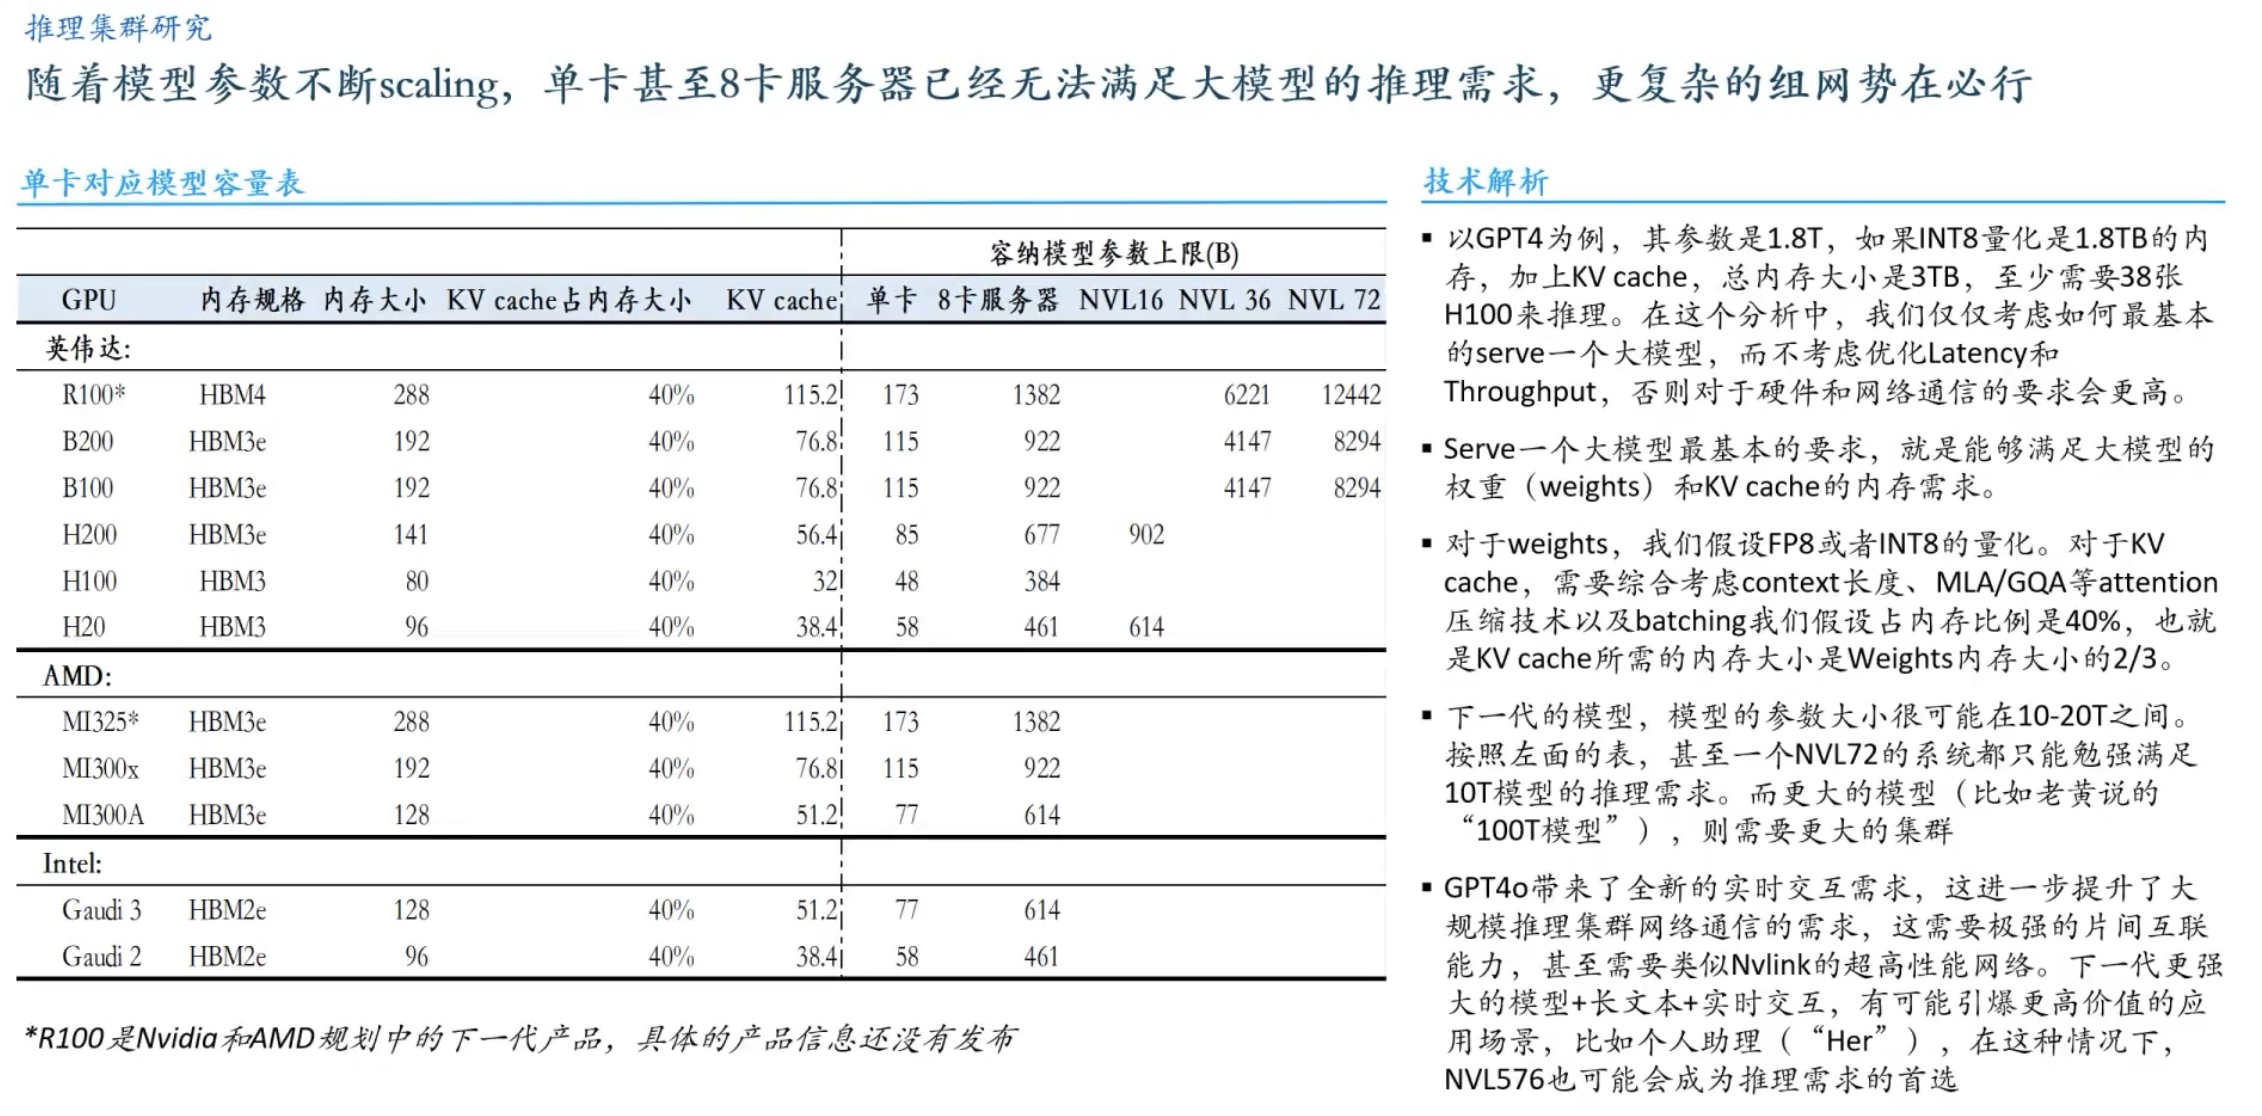 推理集群研究
随着模型参数不断scaling，单卡甚至8卡服务器已经无法满足大模型的推理需求，更复杂的组网势在必行
单卡对应模型容量表
容纳模型参数上限(B)
GPU 内存规格 内存大小 KV cache占内存大小 KV cache 单卡 8卡服务器 NVL16 NVL 36 NVL 72
英伟达:
R100* HBM4 288 40% 115.2 173 1382 6221 12442
B200 HBM3e 192 40% 76.8 115 922 4147 8294
B100 HBM3e 192 40% 76.8 115 922 4147 8294
H200 HBM3e 141 40% 56.4 85 677 902
H100 HBM3 80 40% 32 48 384
H20 HBM3 96 40% 38.4 58 461 614
AMD:
MI325* HBM3e 288 40% 115.2 173 1382
MI300x HBM3e 192 40% 76.8 115 922
MI300A HBM3e 128 40% 51.2 77 614
Intel:
Gaudi 3 HBM2e 128 40% 51.2 77 614
Gaudi 2 HBM2e 96 40% 38.4 58 461
*R100是Nvidia和AMD规划中的下一代产品，具体的产品信息还没有发布
技术解析
▪ 以GPT4为例，其参数是1.8T，如果INT8量化是1.8TB的内
存，加上KV cache，总内存大小是3TB，至少需要38张
H100来推理。在这个分析中，我们仅仅考虑如何最基本
的serve一个大模型，而不考虑优化Latency和
Throughput，否则对于硬件和网络通信的要求会更高。
▪ Serve一个大模型最基本的要求，就是能够满足大模型的
权重（weights）和KV cache的内存需求。
▪ 对于weights，我们假设FP8或者INT8的量化。对于KV
cache，需要综合考虑context长度、MLA/GQA等attention
压缩技术以及batching我们假设占内存比例是40%，也就
是KV cache所需的内存大小是Weights内存大小的2/3。
▪ 下一代的模型，模型的参数大小很可能在10-20T之间。
按照左面的表，甚至一个NVL72的系统都只能勉强满足
10T模型的推理需求。而更大的模型（比如老黄说的
“100T模型”），则需要更大的集群
▪ GPT4o带来了全新的实时交互需求，这进一步提升了大
规模推理集群网络通信的需求，这需要极强的片间互联
能力，甚至需要类似Nvlink的超高性能网络。下一代更强
大的模型+长文本+实时交互，有可能引爆更高价值的应
用场景，比如个人助理（“Her”），在这种情况下，
NVL576也可能会成为推理需求的首选